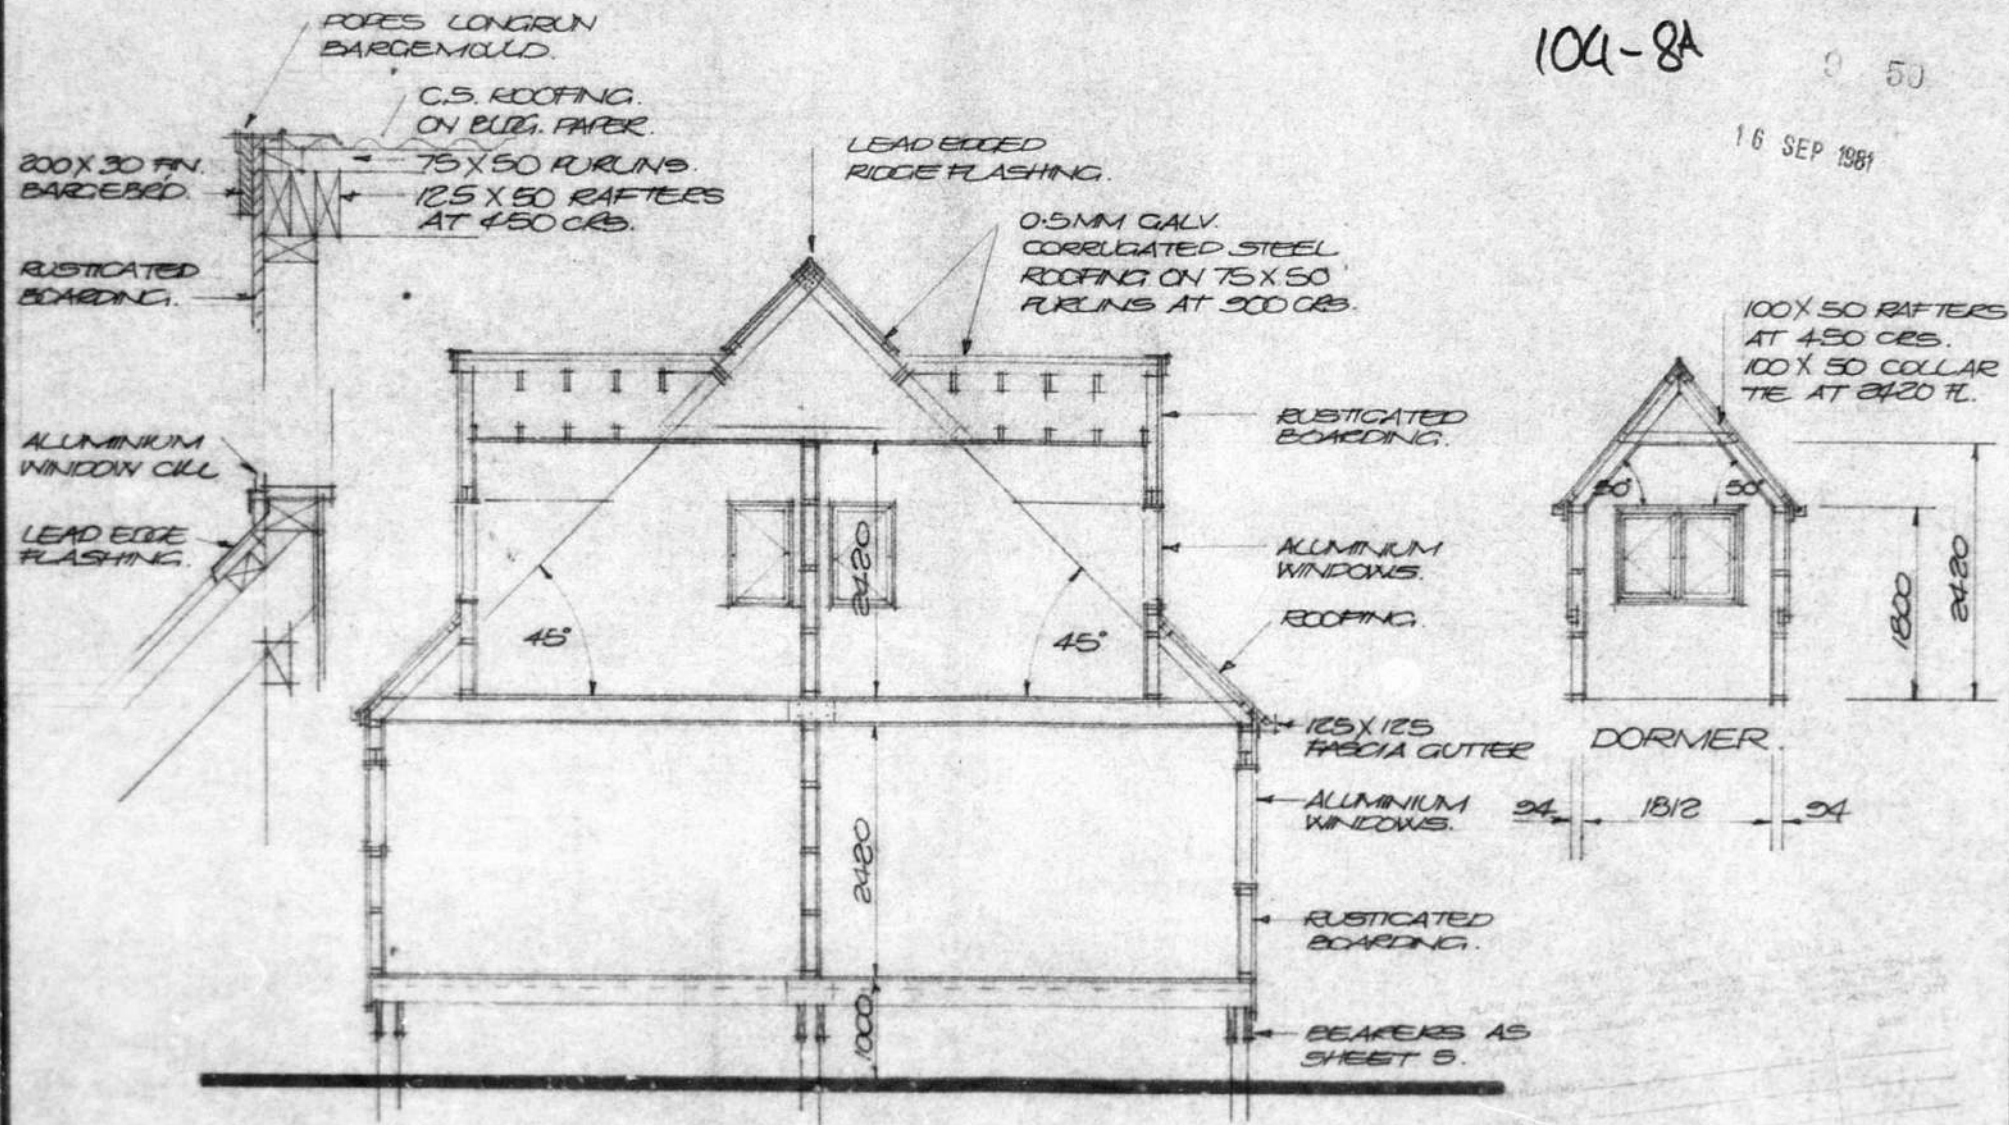 POPES LONGRUN
BARGEMOULD.
C.S. ROOFING.
ON BLDG. PAPER.
75 X 50 PURLINS.
125 X 50 RAFTERS
AT 450 CRS.
200 X 30 FIN.
BARGEBRD.
RUSTICATED
BOARDING.
ALUMINIUM
WINDOW CILL
LEAD EDGE
FLASHING.
LEAD EDGED
RIDGE FLASHING.
0.5MM GALV.
CORRUGATED STEEL
ROOFING ON 75 X 50
PURLINS AT 900 CRS.
104-8A
50
16 SEP 1981
100 X 50 RAFTERS
AT 450 CRS.
100 X 50 COLLAR
TIE AT 2420 FL.
RUSTICATED
BOARDING.
ALUMINIUM
WINDOWS.
ROOFING.
45°
45°
2420
50°
50°
1800
2420
125 X 125
FASCIA GUTTER
DORMER.
94
1812
94
ALUMINIUM
WINDOWS.
2420
RUSTICATED
BOARDING.
1000
BEARERS AS
SHEET 5.